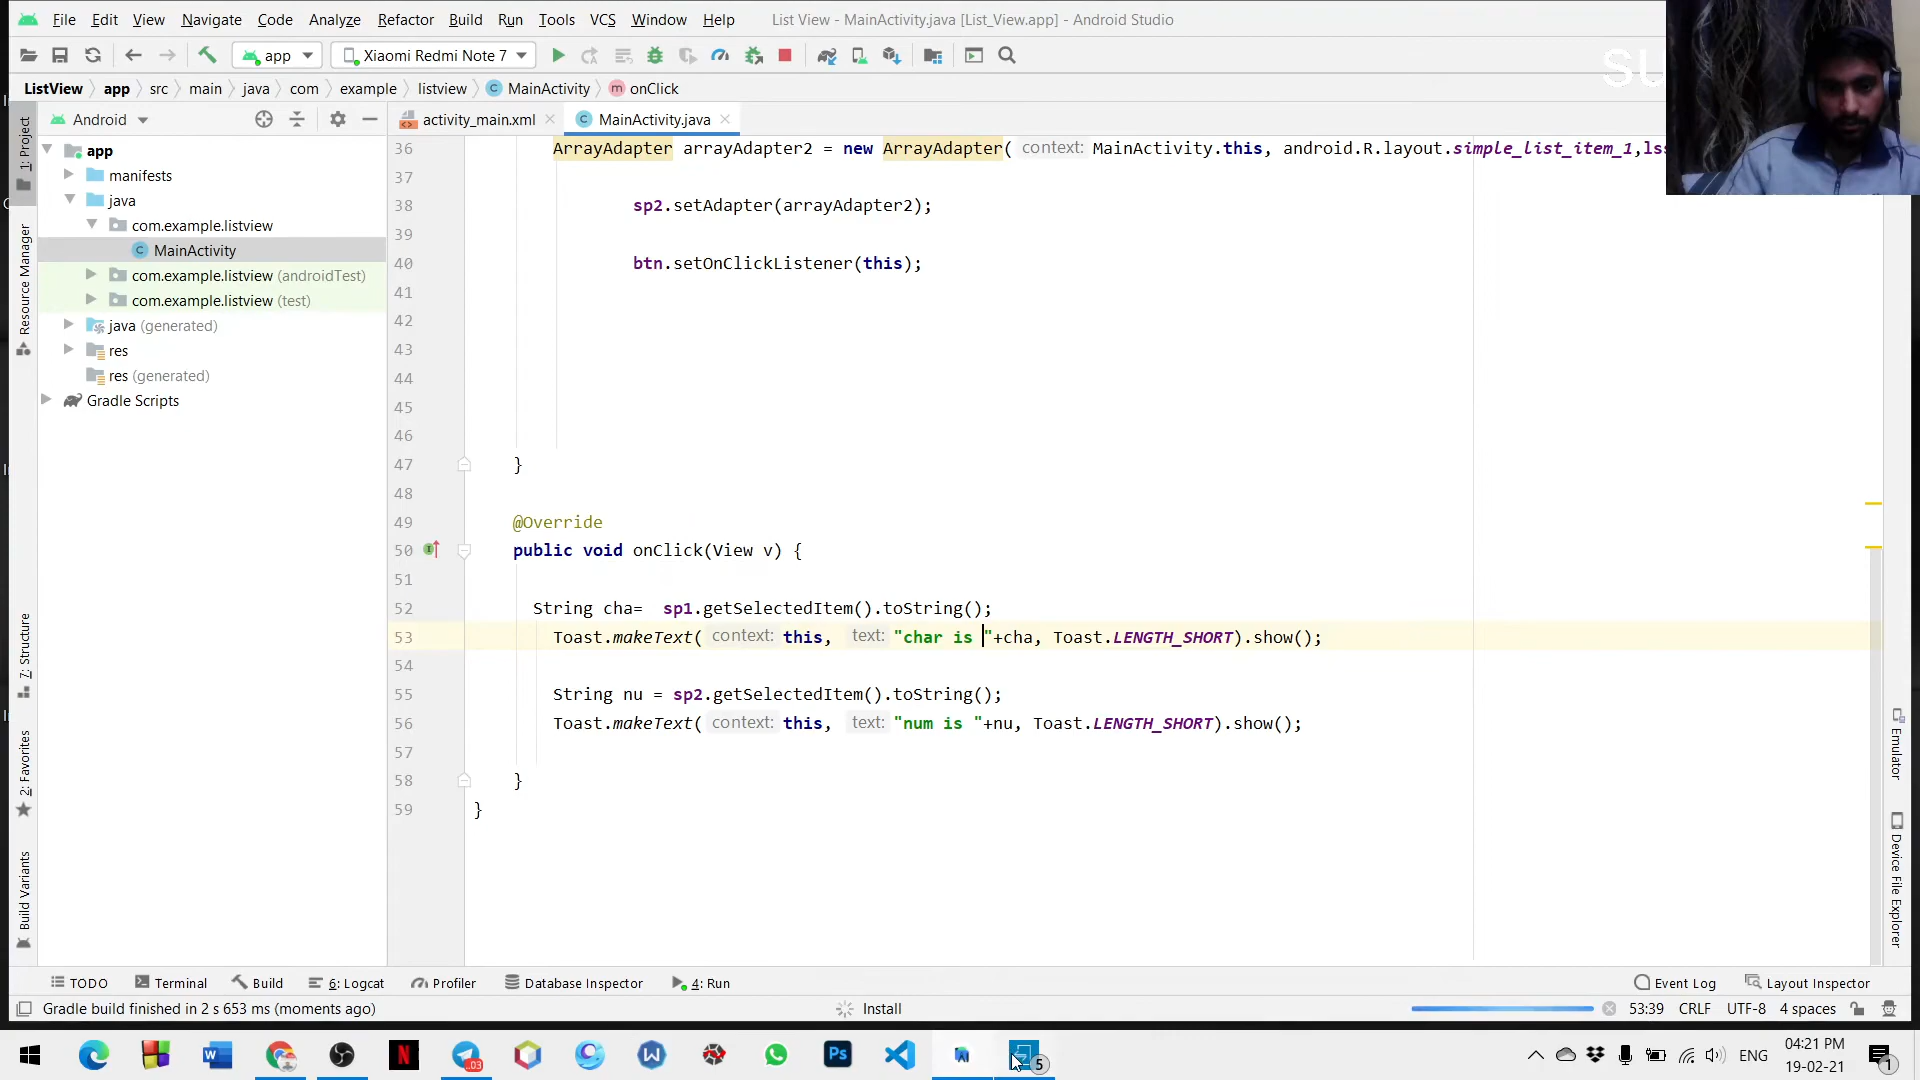 File Edit View Navigate Code Analyze Refactor Build Run Tools VCS Window Help List View - MainActivity.java [List_View.app] - Android Studio
app Xiaomi Redmi Note 7
SU
ListView app src main java com example listview MainActivity onClick
Android activity_main.xml MainActivity.java
1: Project
Resource Manager
7: Structure
2: Favorites
Build Variants
app
manifests
java
com.example.listview
MainActivity
com.example.listview (androidTest)
com.example.listview (test)
java (generated)
res
res (generated)
Gradle Scripts
36 ArrayAdapter arrayAdapter2 = new ArrayAdapter( context: MainActivity.this, android.R.layout.simple_list_item_1,ls
37
38 sp2.setAdapter(arrayAdapter2);
39
40 btn.setOnClickListener(this);
41
42
43
44
45
46
47 }
48
49 @Override
50 public void onClick(View v) {
51
52 String cha= sp1.getSelectedItem().toString();
53 Toast.makeText( context: this, text: "char is "+cha, Toast.LENGTH_SHORT).show();
54
55 String nu = sp2.getSelectedItem().toString();
56 Toast.makeText( context: this, text: "num is "+nu, Toast.LENGTH_SHORT).show();
57
58 }
59 }
Emulator
Device File Explorer
TODO Terminal Build 6: Logcat Profiler Database Inspector 4: Run Event Log Layout Inspector
Gradle build finished in 2 s 653 ms (moments ago) Install 53:39 CRLF UTF-8 4 spaces
03 5 ENG 04:21 PM
19-02-21 1